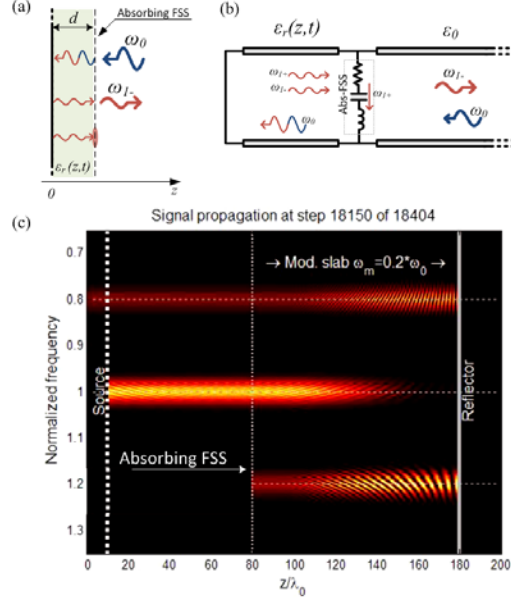 (a)
Absorbing FSS
d
ω0
ω1-
εr(z,t)
0
z
(b)
εr(z,t)
ε0
ω1-
ω1-
Abs-FSS
ω1+
ω0
ω1-
ω0
Signal propagation at step 18150 of 18404
(c)
→ Mod. slab ωm=0.2*ω0 →
Normalized frequency
0.7
0.8
0.9
1
1.1
1.2
1.3
Source
Absorbing FSS
Reflector
0 20 40 60 80 100 120 140 160 180 200
z/λ0